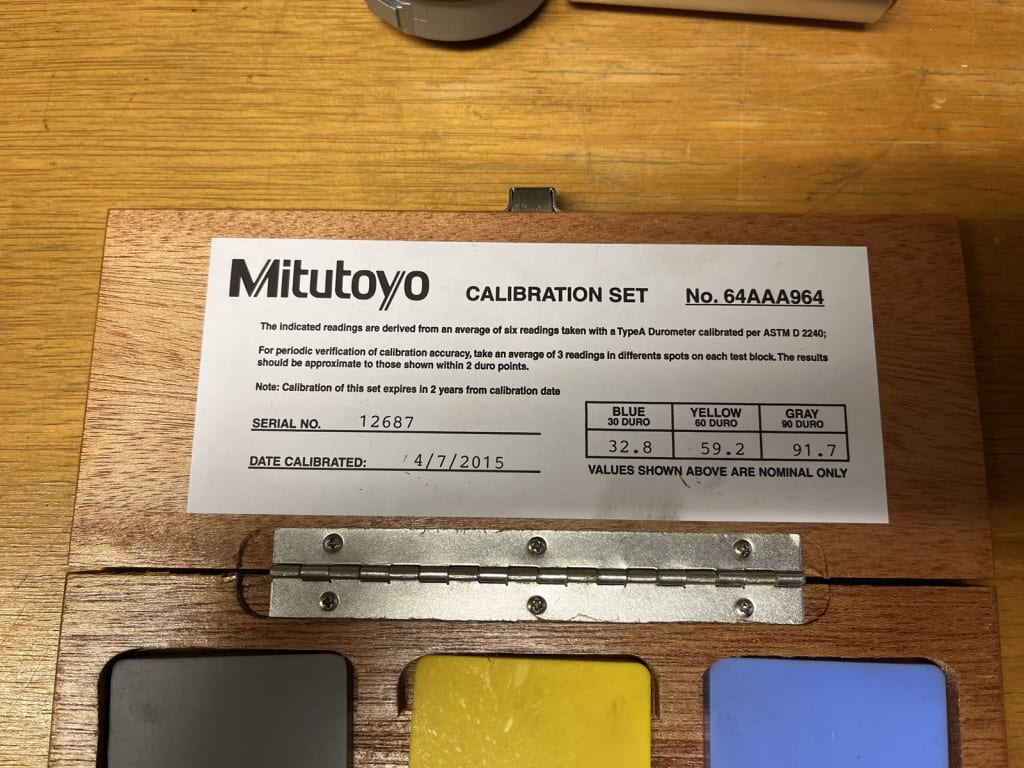 Mitutoyo CALIBRATION SET No. 64AAA964
The indicated readings are derived from an average of six readings taken with a TypeA Durometer calibrated per ASTM D 2240;
For periodic verification of calibration accuracy, take an average of 3 readings in differents spots on each test block. The results
should be approximate to those shown within 2 duro points.
Note: Calibration of this set expires in 2 years from calibration date
SERIAL NO. 12687
DATE CALIBRATED: 4/7/2015
BLUE YELLOW GRAY
30 DURO 60 DURO 90 DURO
32.8 59.2 91.7
VALUES SHOWN ABOVE ARE NOMINAL ONLY